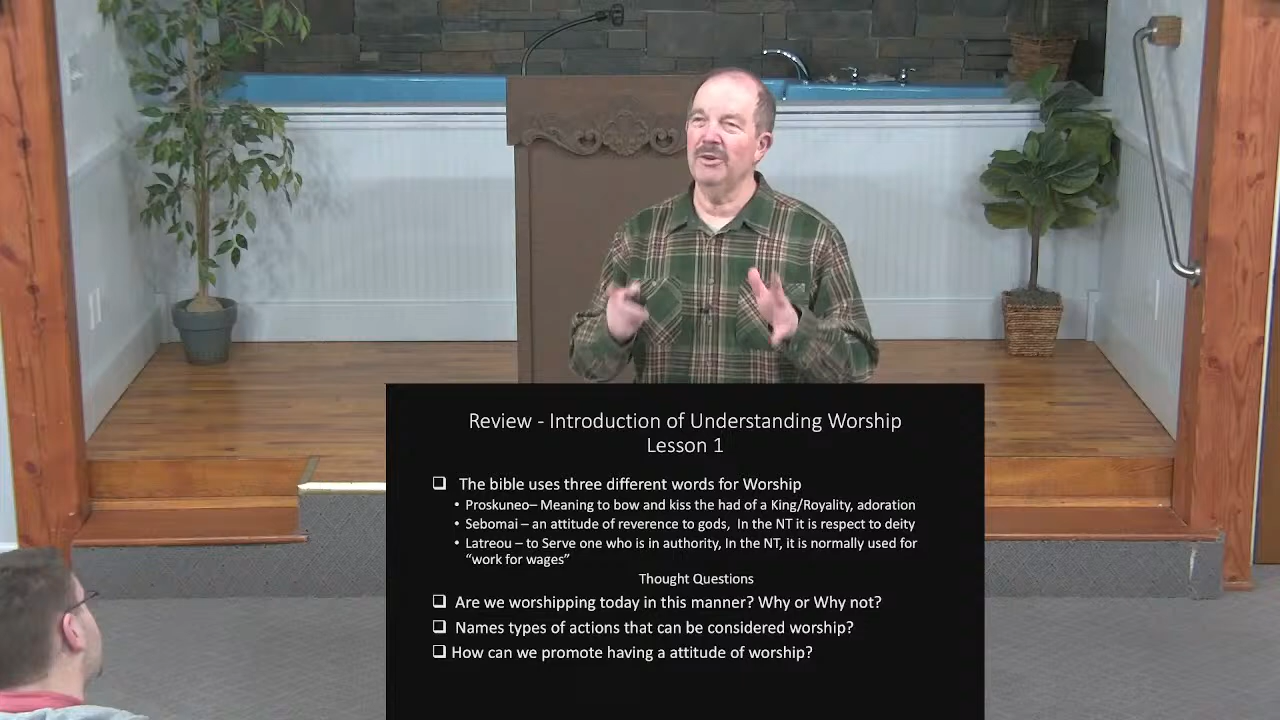 Review - Introduction of Understanding Worship
Lesson 1
❑ The bible uses three different words for Worship
• Proskuneo– Meaning to bow and kiss the had of a King/Royality, adoration
• Sebomai – an attitude of reverence to gods, In the NT it is respect to deity
• Latreou – to Serve one who is in authority, In the NT, it is normally used for
“work for wages”
Thought Questions
❑ Are we worshipping today in this manner? Why or Why not?
❑ Names types of actions that can be considered worship?
❑ How can we promote having a attitude of worship?